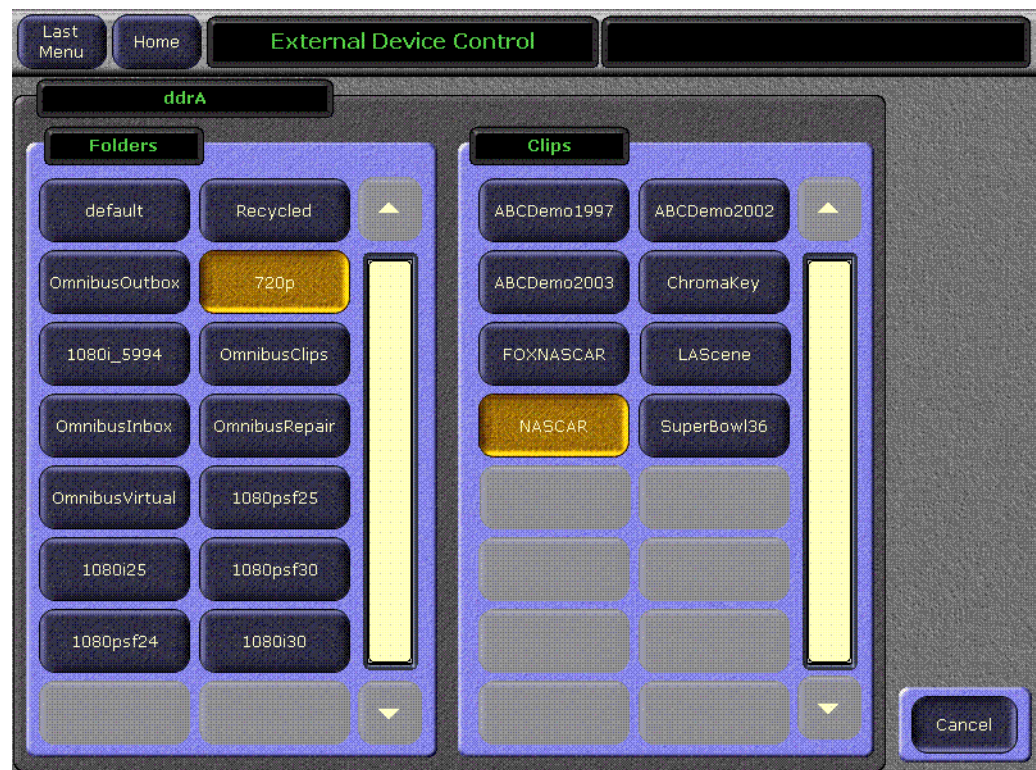 Last
Menu
Home
External Device Control
ddrA
Folders
default
Recycled
OmnibusOutbox
720p
1080i_5994
OmnibusClips
OmnibusInbox
OmnibusRepair
OmnibusVirtual
1080psf25
1080i25
1080psf30
1080psf24
1080i30
Clips
ABCDemo1997
ABCDemo2002
ABCDemo2003
ChromaKey
FOXNASCAR
LAScene
NASCAR
SuperBowl36
Cancel